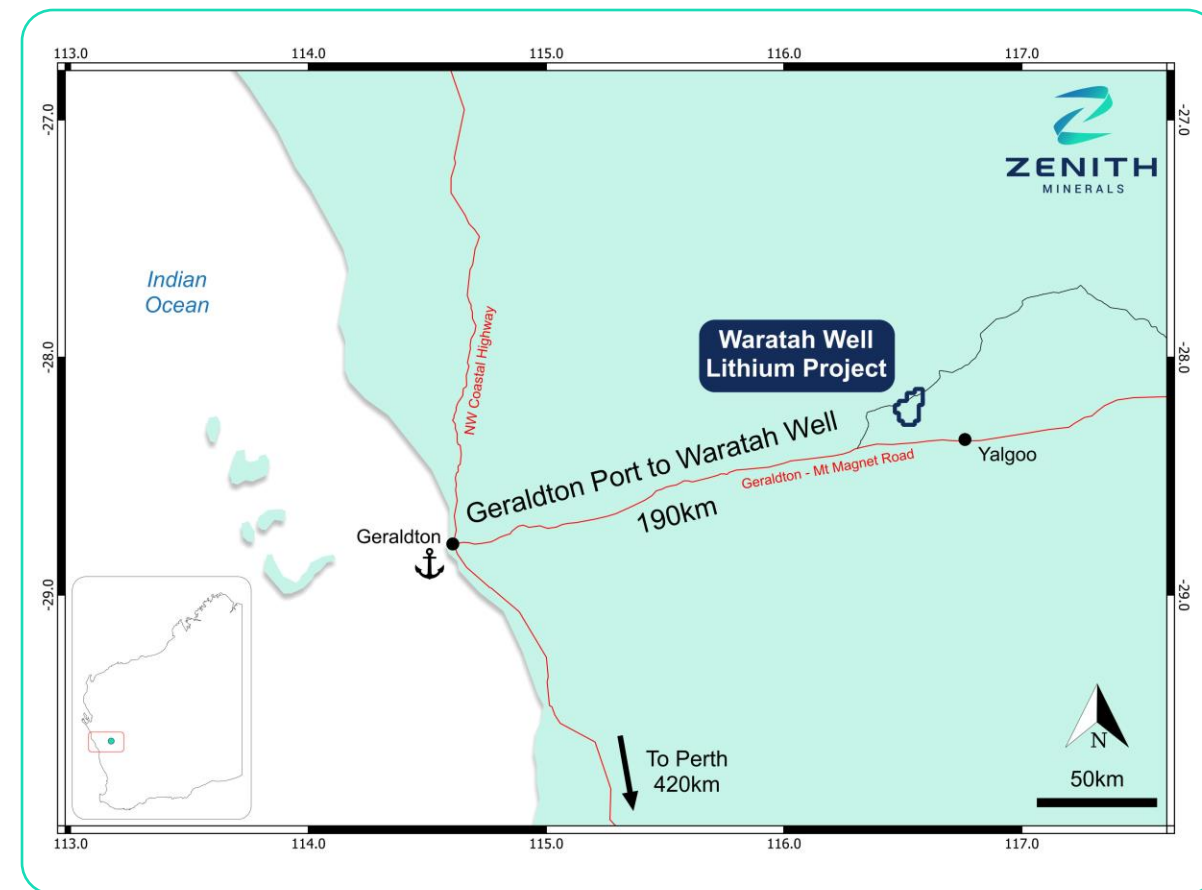 113.0
114.0
115.0
116.0
117.0
-27.0
-27.0
ZENITH
MINERALS
Indian
Ocean
NW Coastal Highway
Waratah Well
Lithium Project
-28.0
-28.0
Geraldton Port to Waratah Well
190km
Geraldton - Mt Magnet Road
Yalgoo
Geraldton
-29.0
-29.0
To Perth
420km
N
50km
113.0
114.0
115.0
116.0
117.0